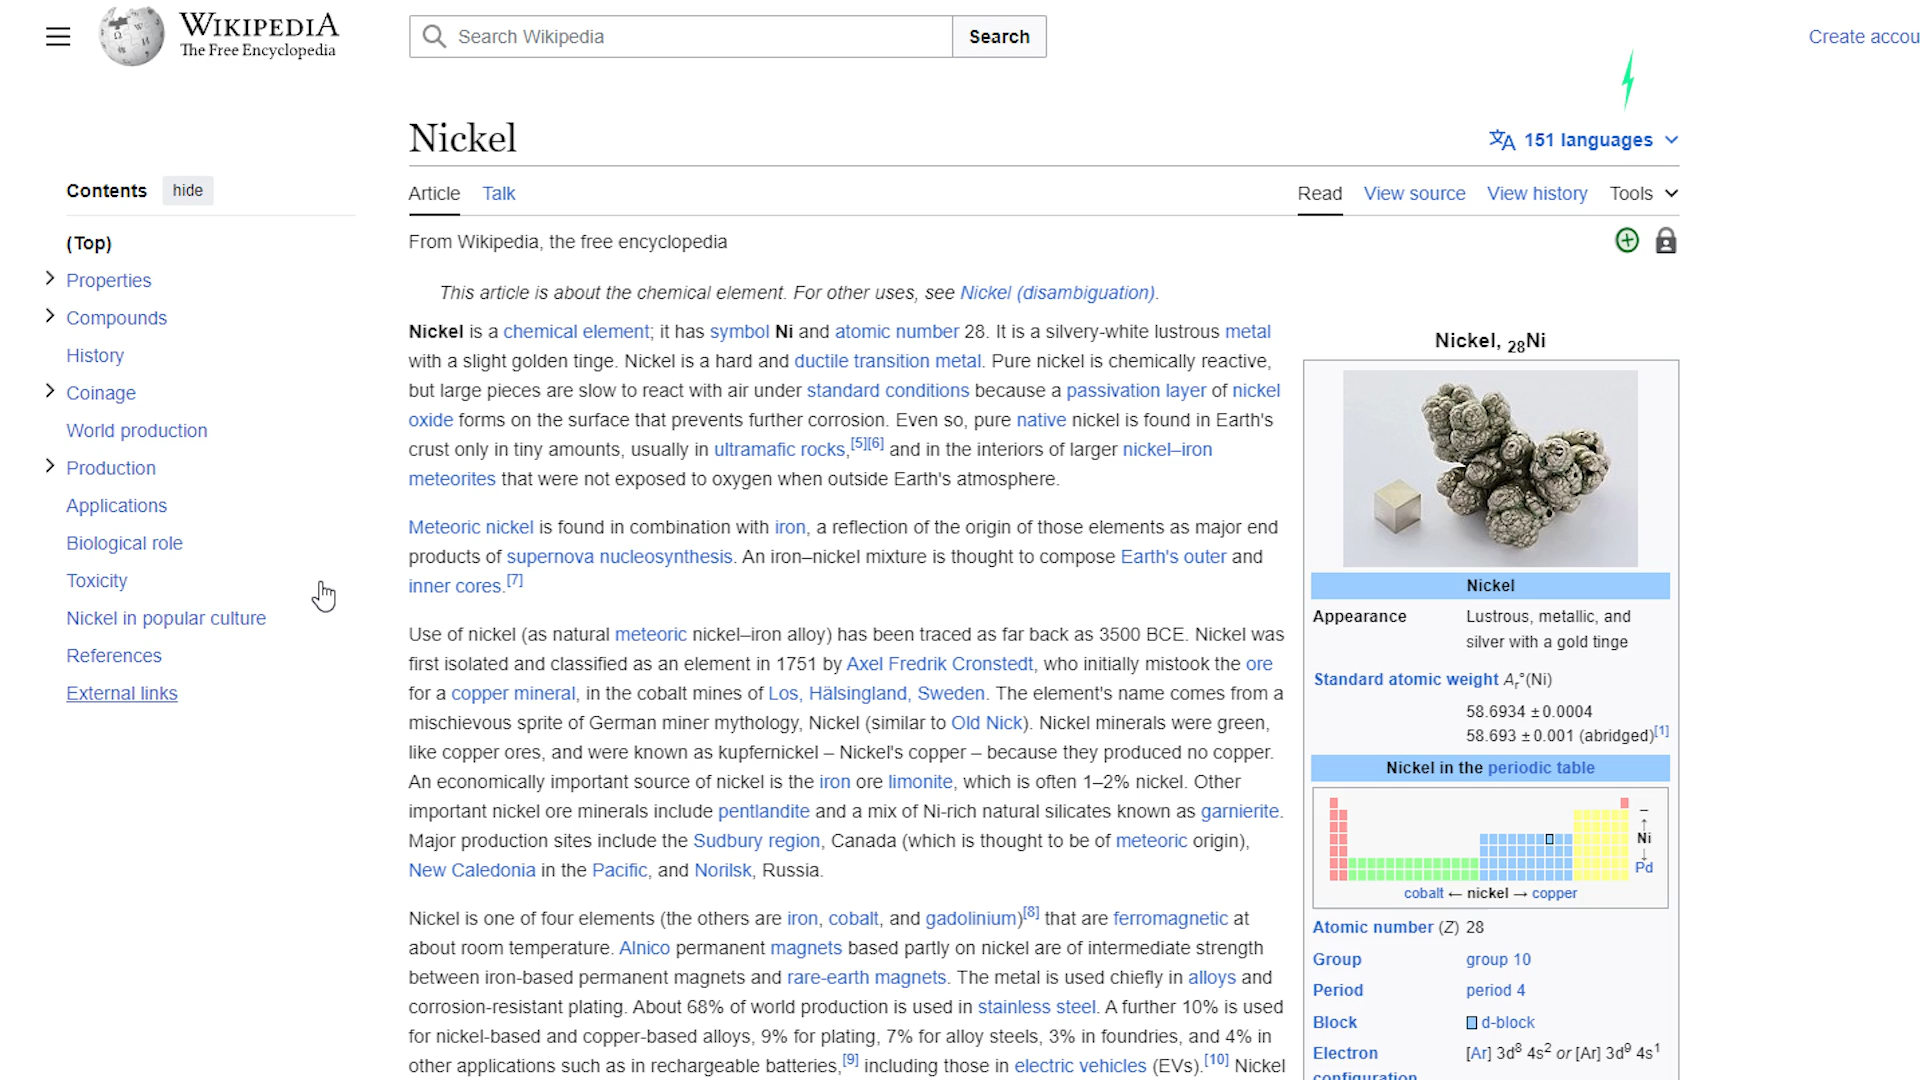 WIKIPEDIA
The Free Encyclopedia
Search Wikipedia
Search
Create accou
Nickel
151 languages
Contents
hide
Article
Talk
Read
View source
View history
Tools
From Wikipedia, the free encyclopedia
(Top)
Properties
Compounds
History
Coinage
World production
Production
Applications
Biological role
Toxicity
Nickel in popular culture
References
External links
This article is about the chemical element. For other uses, see Nickel (disambiguation).
Nickel is a chemical element; it has symbol Ni and atomic number 28. It is a silvery-white lustrous metal
with a slight golden tinge. Nickel is a hard and ductile transition metal. Pure nickel is chemically reactive,
but large pieces are slow to react with air under standard conditions because a passivation layer of nickel
oxide forms on the surface that prevents further corrosion. Even so, pure native nickel is found in Earth's
crust only in tiny amounts, usually in ultramafic rocks,[5][6] and in the interiors of larger nickel–iron
meteorites that were not exposed to oxygen when outside Earth's atmosphere.
Meteoric nickel is found in combination with iron, a reflection of the origin of those elements as major end
products of supernova nucleosynthesis. An iron–nickel mixture is thought to compose Earth's outer and
inner cores.[7]
Use of nickel (as natural meteoric nickel–iron alloy) has been traced as far back as 3500 BCE. Nickel was
first isolated and classified as an element in 1751 by Axel Fredrik Cronstedt, who initially mistook the ore
for a copper mineral, in the cobalt mines of Los, Hälsingland, Sweden. The element's name comes from a
mischievous sprite of German miner mythology, Nickel (similar to Old Nick). Nickel minerals were green,
like copper ores, and were known as kupfernickel – Nickel's copper – because they produced no copper.
An economically important source of nickel is the iron ore limonite, which is often 1–2% nickel. Other
important nickel ore minerals include pentlandite and a mix of Ni-rich natural silicates known as garnierite.
Major production sites include the Sudbury region, Canada (which is thought to be of meteoric origin),
New Caledonia in the Pacific, and Norilsk, Russia.
Nickel is one of four elements (the others are iron, cobalt, and gadolinium)[8] that are ferromagnetic at
about room temperature. Alnico permanent magnets based partly on nickel are of intermediate strength
between iron-based permanent magnets and rare-earth magnets. The metal is used chiefly in alloys and
corrosion-resistant plating. About 68% of world production is used in stainless steel. A further 10% is used
for nickel-based and copper-based alloys, 9% for plating, 7% for alloy steels, 3% in foundries, and 4% in
other applications such as in rechargeable batteries,[9] including those in electric vehicles (EVs).[10] Nickel
Nickel, 28Ni
Nickel
Appearance Lustrous, metallic, and
silver with a gold tinge
Standard atomic weight Ar°(Ni)
58.6934 ±0.0004
58.693 ±0.001 (abridged)[1]
Nickel in the periodic table
–
↑
Ni
↓
Pd
cobalt ← nickel → copper
Atomic number (Z) 28
Group group 10
Period period 4
Block d-block
Electron [Ar] 3d8 4s2 or [Ar] 3d9 4s1
configuration